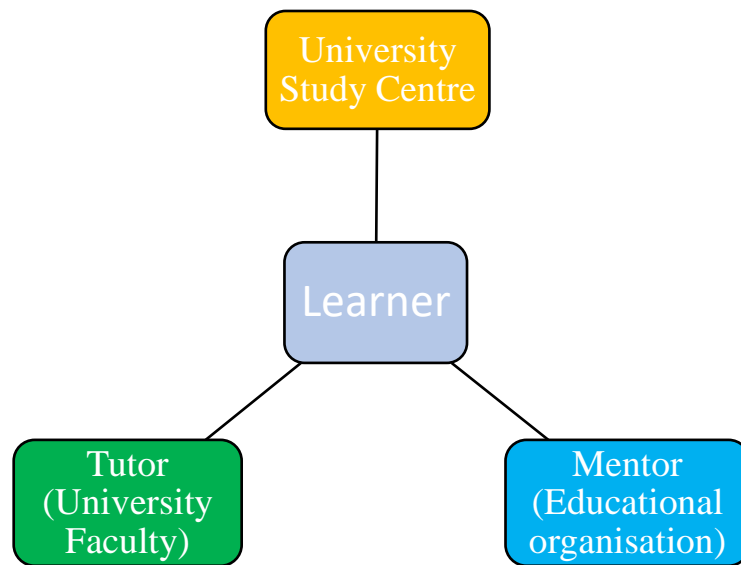 University
Study Centre
Learner
Tutor
(University
Faculty)
Mentor
(Educational
organisation)